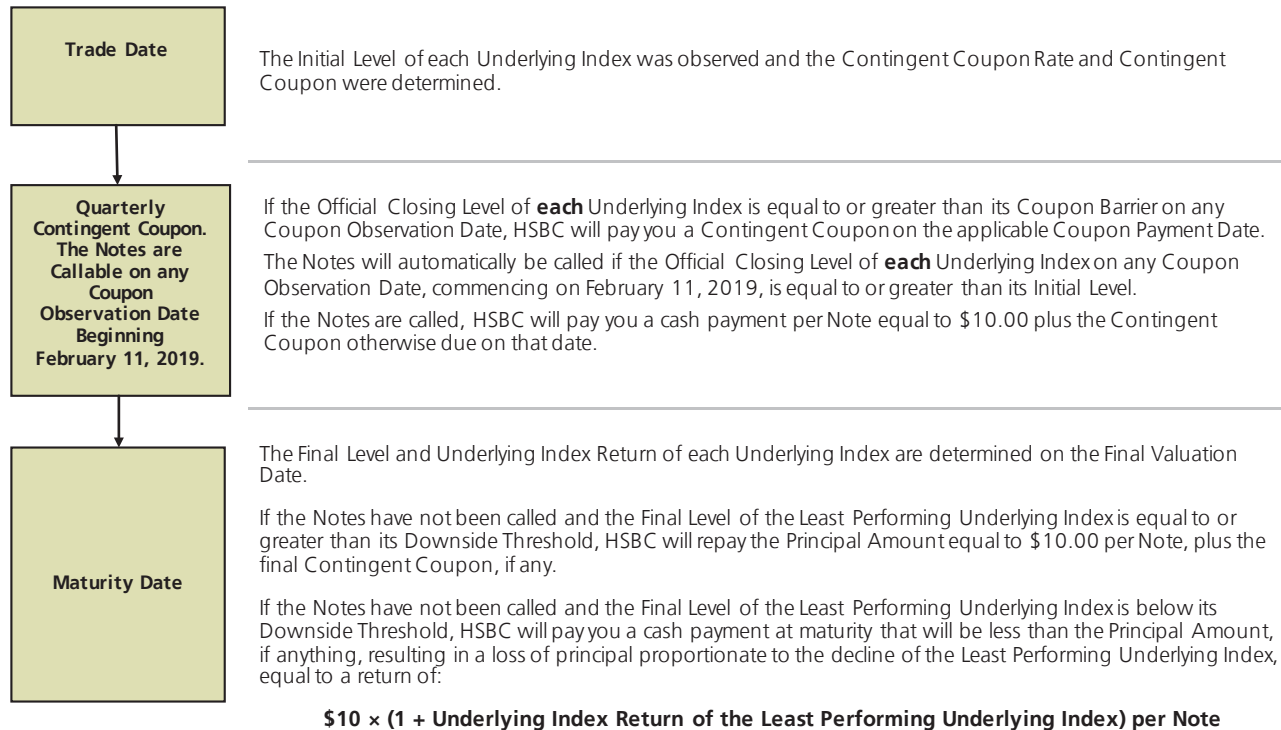 Trade Date
The Initial Level of each Underlying Index was observed and the Contingent Coupon Rate and Contingent
Coupon were determined.
Quarterly
Contingent Coupon.
The Notes are
Callable on any
Coupon
Observation Date
Beginning
February 11, 2019.
If the Official Closing Level of each Underlying Index is equal to or greater than its Coupon Barrier on any
Coupon Observation Date, HSBC will pay you a Contingent Coupon on the applicable Coupon Payment Date.
The Notes will automatically be called if the Official Closing Level of each Underlying Index on any Coupon
Observation Date, commencing on February 11, 2019, is equal to or greater than its Initial Level.
If the Notes are called, HSBC will pay you a cash payment per Note equal to $10.00 plus the Contingent
Coupon otherwise due on that date.
Maturity Date
The Final Level and Underlying Index Return of each Underlying Index are determined on the Final Valuation
Date.
If the Notes have not been called and the Final Level of the Least Performing Underlying Index is equal to or
greater than its Downside Threshold, HSBC will repay the Principal Amount equal to $10.00 per Note, plus the
final Contingent Coupon, if any.
If the Notes have not been called and the Final Level of the Least Performing Underlying Index is below its
Downside Threshold, HSBC will pay you a cash payment at maturity that will be less than the Principal Amount,
if anything, resulting in a loss of principal proportionate to the decline of the Least Performing Underlying Index,
equal to a return of:
$10 × (1 + Underlying Index Return of the Least Performing Underlying Index) per Note